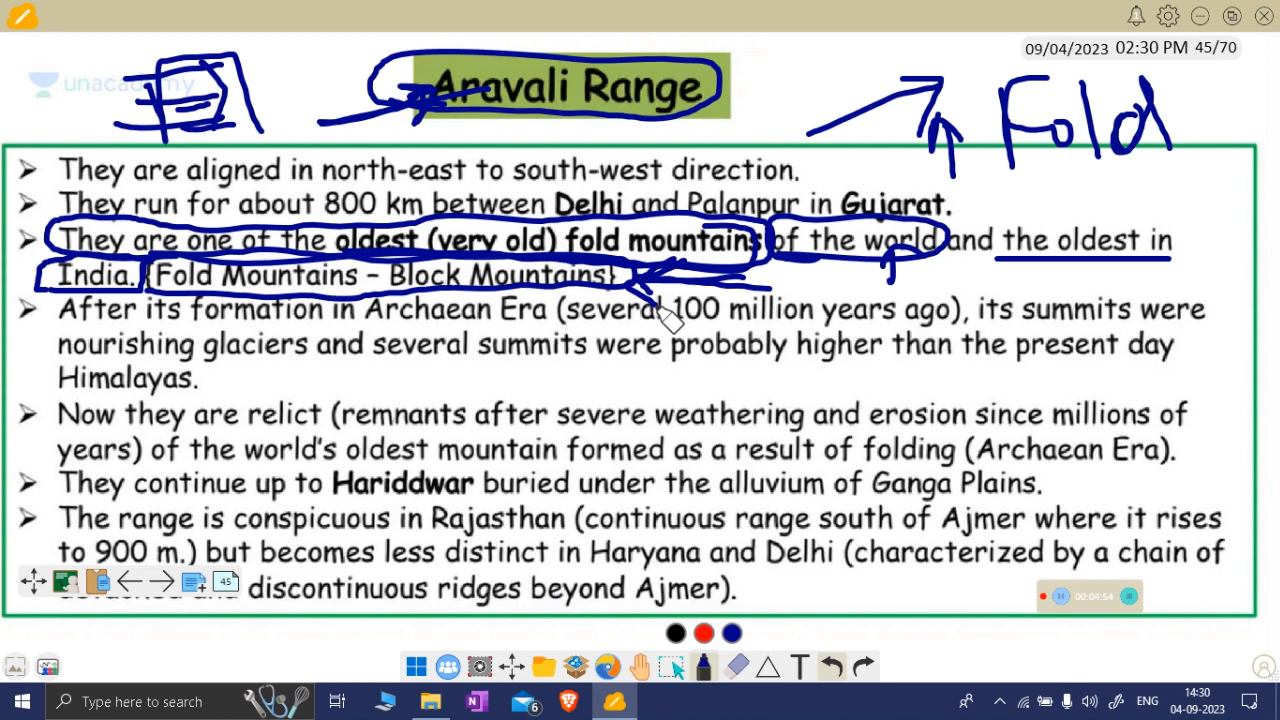 09/04/2023 02:30 PM 45/70
unacademy
Aravali Range
Fold
➤ They are aligned in north-east to south-west direction.
➤ They run for about 800 km between Delhi and Palanpur in Gujarat.
➤ They are one of the oldest (very old) fold mountains of the world and the oldest in
India. {Fold Mountains – Block Mountains}
➤ After its formation in Archaean Era (several 100 million years ago), its summits were
nourishing glaciers and several summits were probably higher than the present day
Himalayas.
➤ Now they are relict (remnants after severe weathering and erosion since millions of
years) of the world's oldest mountain formed as a result of folding (Archaean Era).
➤ They continue up to Hariddwar buried under the alluvium of Ganga Plains.
➤ The range is conspicuous in Rajasthan (continuous range south of Ajmer where it rises
to 900 m.) but becomes less distinct in Haryana and Delhi (characterized by a chain of
discontinuous ridges beyond Ajmer).
45
00:04:54
T
Type here to search
6
ENG
14:30
04-09-2023